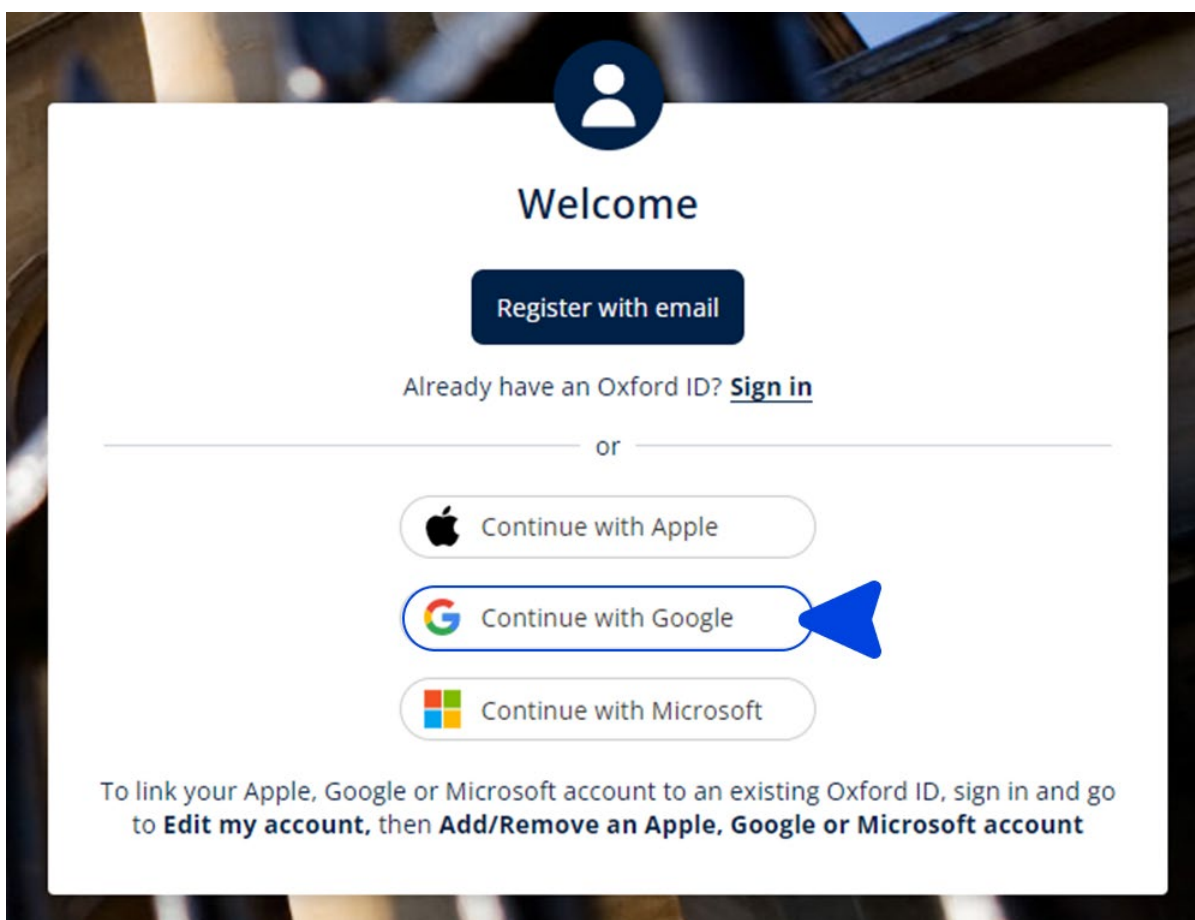 Welcome
Register with email
Already have an Oxford ID? Sign in
or
Continue with Apple
Continue with Google
Continue with Microsoft
To link your Apple, Google or Microsoft account to an existing Oxford ID, sign in and go
to Edit my account, then Add/Remove an Apple, Google or Microsoft account